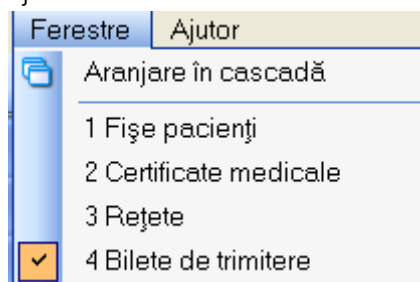 Ferestre Ajutor
Aranjare în cascadă
1 Fişe pacienţi
2 Certificate medicale
3 Reţete
4 Bilete de trimitere